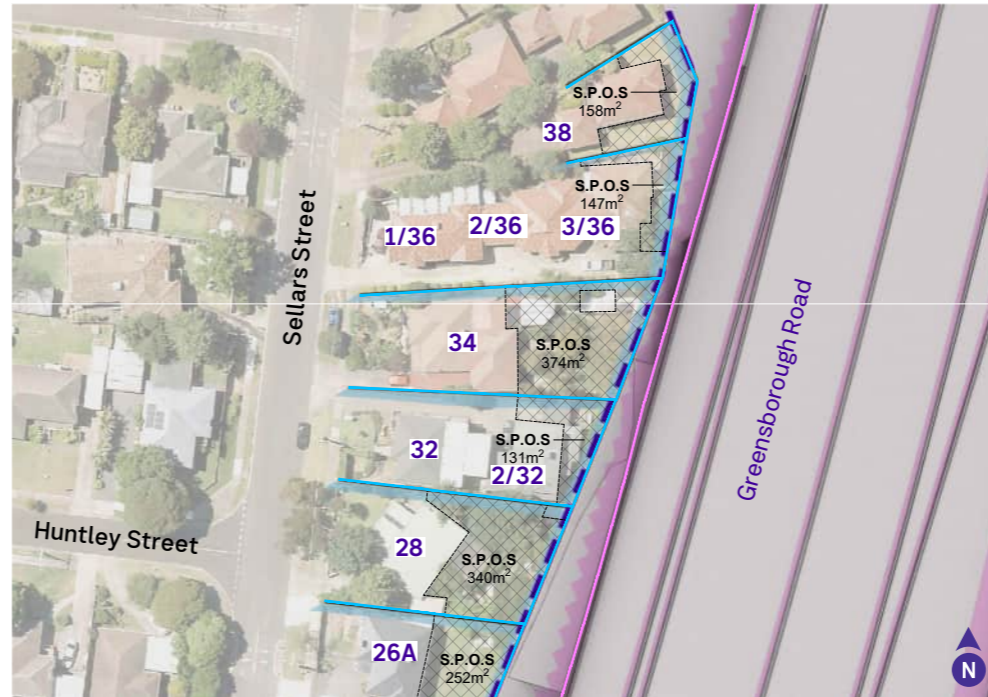 S.P.O.S
158m²
38
S.P.O.S
147m²
1/36
2/36
3/36
Sellars Street
34
S.P.O.S
374m²
Greensborough Road
32
S.P.O.S
131m²
2/32
Huntley Street
28
S.P.O.S
340m²
26A
S.P.O.S
252m²
N